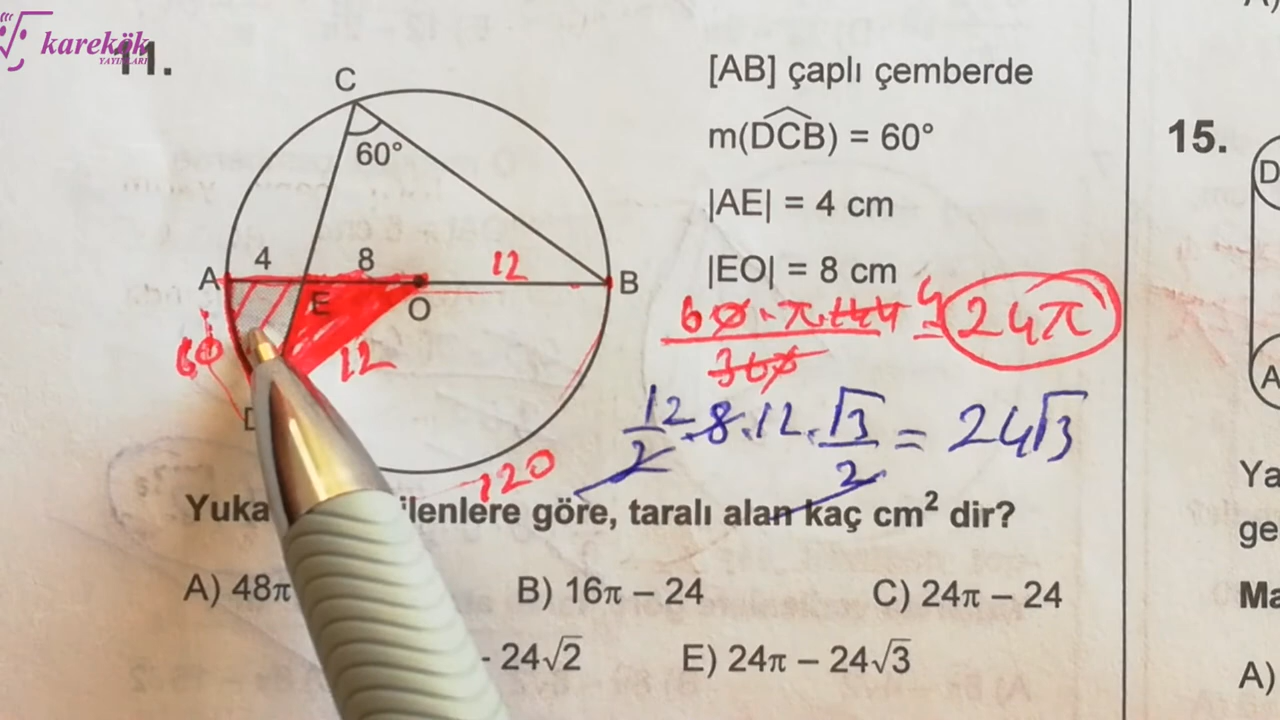 karekök
YAYINLARI
11.
C
60°
A
4
8
12
B
E
O
60
12
D
120
[AB] çaplı çemberde
m(DCB) = 60°
|AE| = 4 cm
|EO| = 8 cm
60·π·144
360
= 24π
12/2 · 8 · 12 · √3/2 = 24√3
Yuka ilenlere göre, taralı alan kaç cm² dir?
A) 48π
B) 16π – 24
C) 24π – 24
- 24√2
E) 24π – 24√3
15.
D
A
Ya
ge
Ma
A)